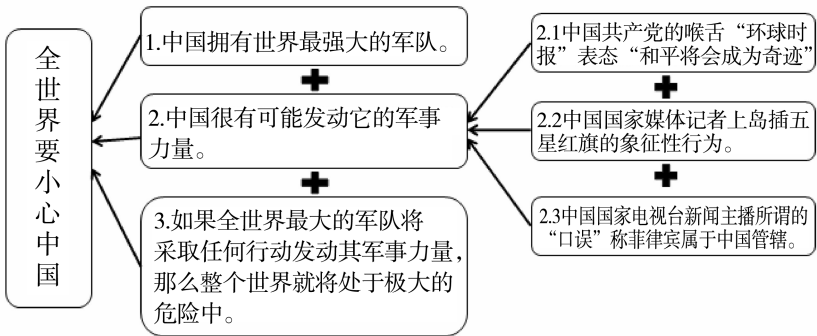 全世界要小心中国
1.中国拥有世界最强大的军队。
2.中国很有可能发动它的军事
力量。
3.如果全世界最大的军队将
采取任何行动发动其军事力量，
那么整个世界就将处于极大的
危险中。
2.1中国共产党的喉舌“环球时
报”表态“和平将会成为奇迹”
2.2中国国家媒体记者上岛插五
星红旗的象征性行为。
2.3中国国家电视台新闻主播所谓的
“口误”称菲律宾属于中国管辖。